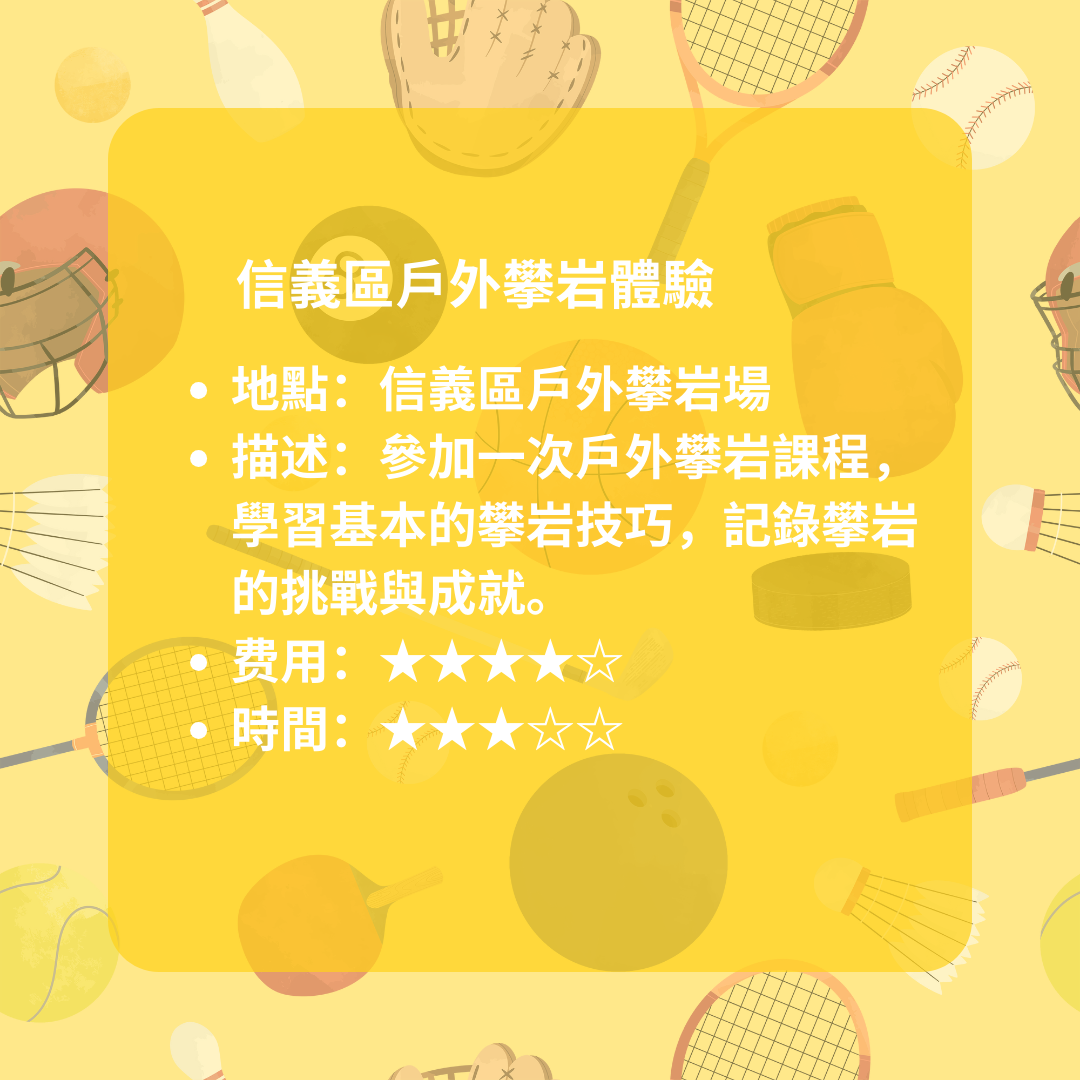 信義區戶外攀岩體驗
• 地點：信義區戶外攀岩場
• 描述：參加一次戶外攀岩課程，
學習基本的攀岩技巧，記錄攀岩
的挑戰與成就。
• 费用：★★★★☆
• 時間：★★★☆☆